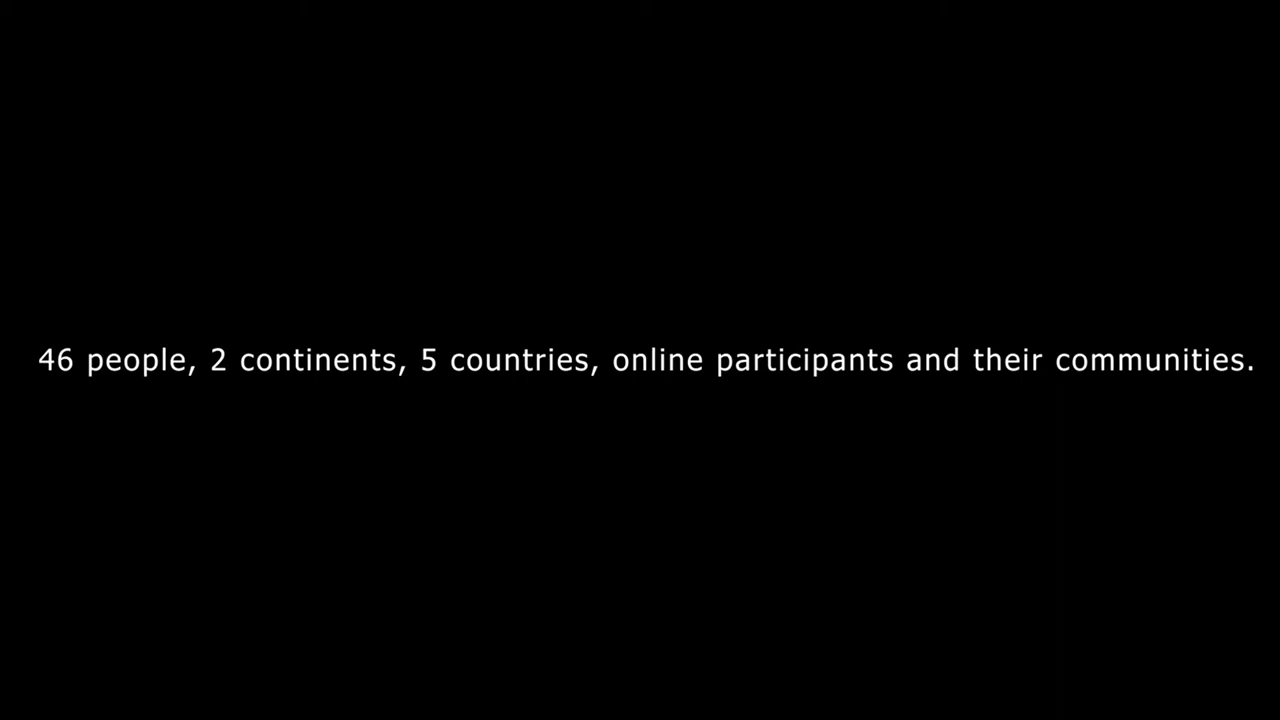 46 people, 2 continents, 5 countries, online participants and their communities.